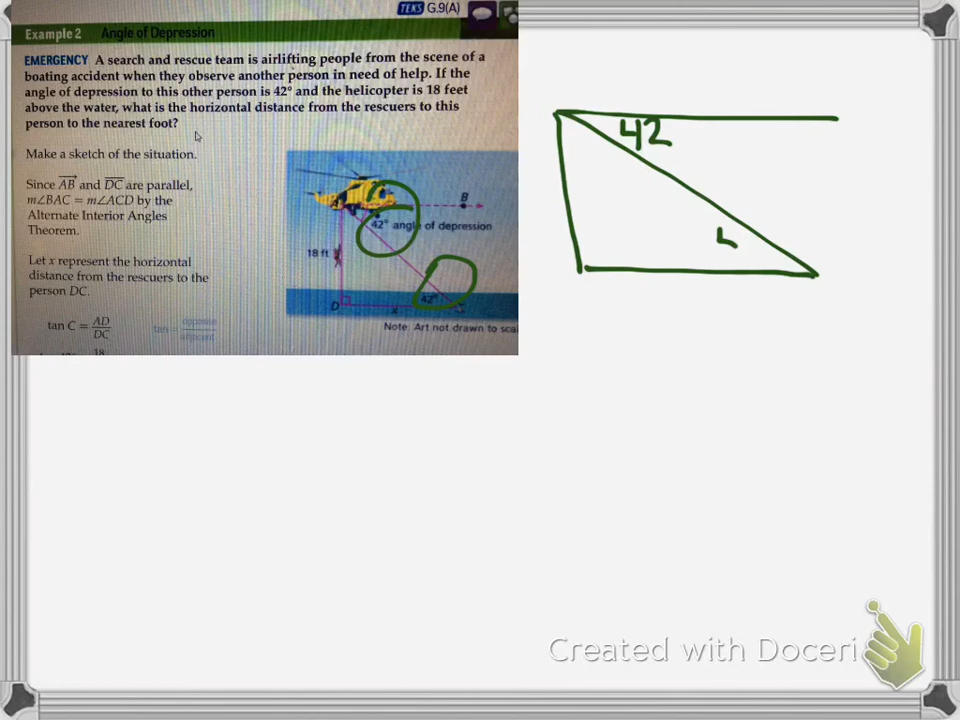 TEKS G.9(A)
Example 2 Angle of Depression
EMERGENCY A search and rescue team is airlifting people from the scene of a
boating accident when they observe another person in need of help. If the
angle of depression to this other person is 42° and the helicopter is 18 feet
above the water, what is the horizontal distance from the rescuers to this
person to the nearest foot?
Make a sketch of the situation.
Since AB and DC are parallel,
m∠BAC = m∠ACD by the
Alternate Interior Angles
Theorem.
Let x represent the horizontal
distance from the rescuers to the
person DC.
tan C = AD
DC
tan = opposite
adjacent
18
B
42° angle of depression
18 ft
42°
D
x
Note: Art not drawn to scal
42
Created with Doceri